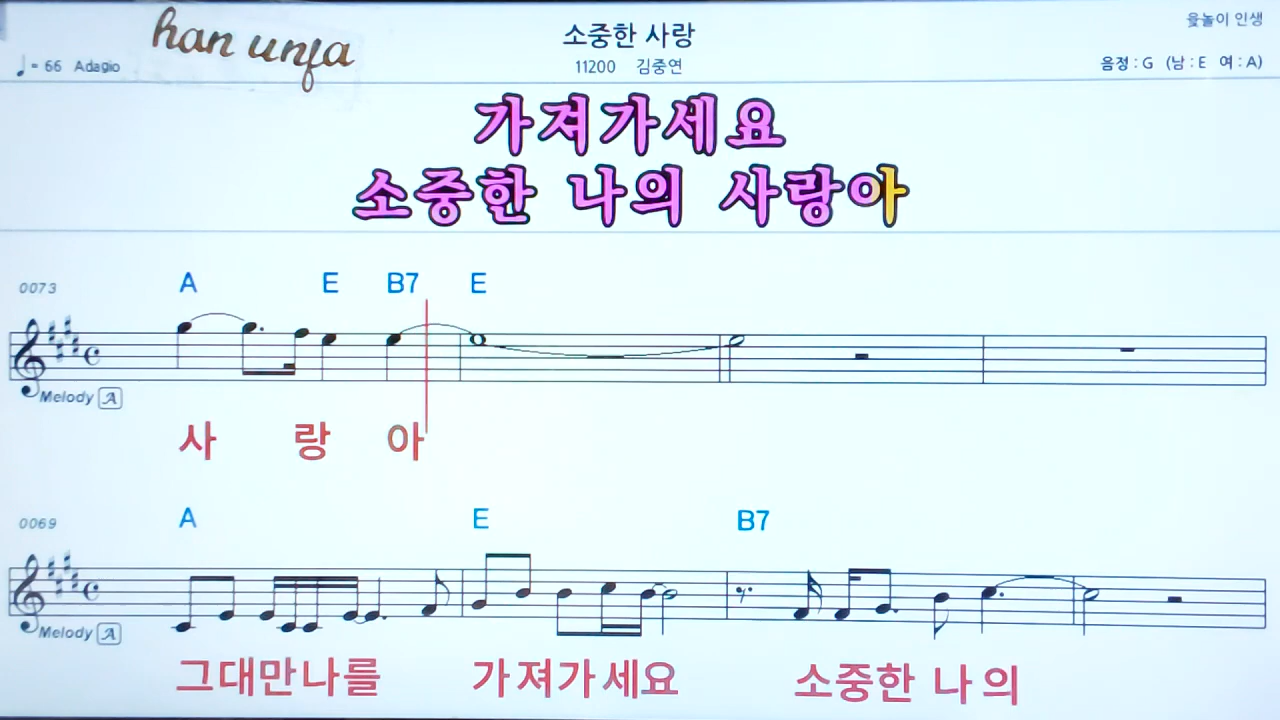 han unfa
소중한 사랑
윷놀이 인생
♩= 66 Adagio
11200 김중연
음정 : G (남 : E 여 : A)
가져가세요
소중한 나의 사랑아
0073 A E B7 E
Melody A
사 랑 아
0069 A E B7
Melody A
그대만나를 가져가세요 소중한 나의